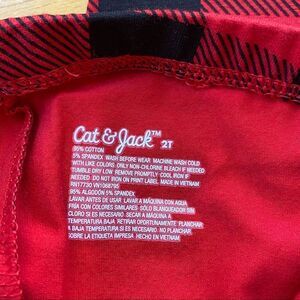 Cat & Jack™ 2T
95% COTTON
5% SPANDEX WASH BEFORE WEAR. MACHINE WASH COLD
WITH LIKE COLORS. ONLY NON-CHLORINE BLEACH IF NEEDED
TUMBLE DRY LOW. REMOVE PROMPTLY. COOL IRON IF
NEEDED. DO NOT IRON ON PRINT LABEL. MADE IN VIETNAM
RN17730 VN1068795
95% ALGODÓN 5% SPANDEX
LAVAR ANTES DE USAR. LAVAR A MÁQUINA CON AGUA
FRÍA CON COLORES SIMILARES. SÓLO BLANQUEADOR SIN
CLORO SI ES NECESARIO. SECAR A MÁQUINA A
TEMPERATURA BAJA. RETIRAR OPORTUNAMENTE. PLANCHAR
A BAJA TEMPERATURA SI ES NECESARIO. NO PLANCHAR
SOBRE LA ETIQUETA IMPRESA. HECHO EN VIETNAM